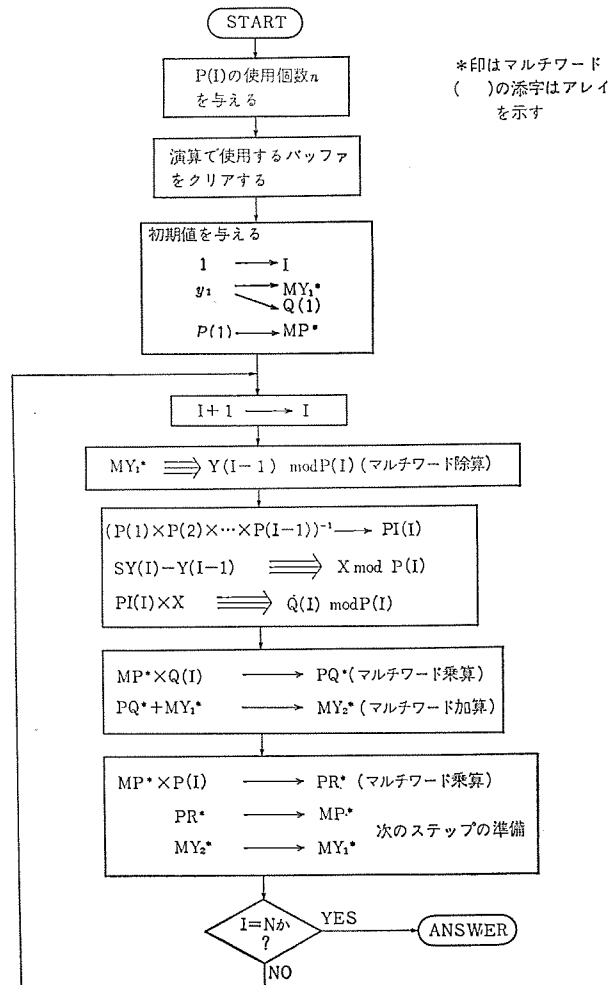 START
P(I)の使用個数n
を与える
*印はマルチワード
( )の添字はアレイ
を示す
演算で使用するバッファ
をクリアする
初期値を与える
1 → I
y₁ → MY₁*
Q(1)
P(1) → MP*
I+1 → I
MY₁* ⇛ Y(I−1) modP(I) (マルチワード除算)
(P(1)×P(2)×…×P(I−1))⁻¹ → PI(I)
SY(I)−Y(I−1) ⇛ X mod P(I)
PI(I)×X ⇛ Q(I) modP(I)
MP*×Q(I) → PQ*(マルチワード乗算)
PQ*+MY₁* → MY₂*(マルチワード加算)
MP*×P(I) → PR*(マルチワード乗算)
PR* → MP*
次のステップの準備
MY₂* → MY₁*
I=Nか
?
YES
ANSWER
NO